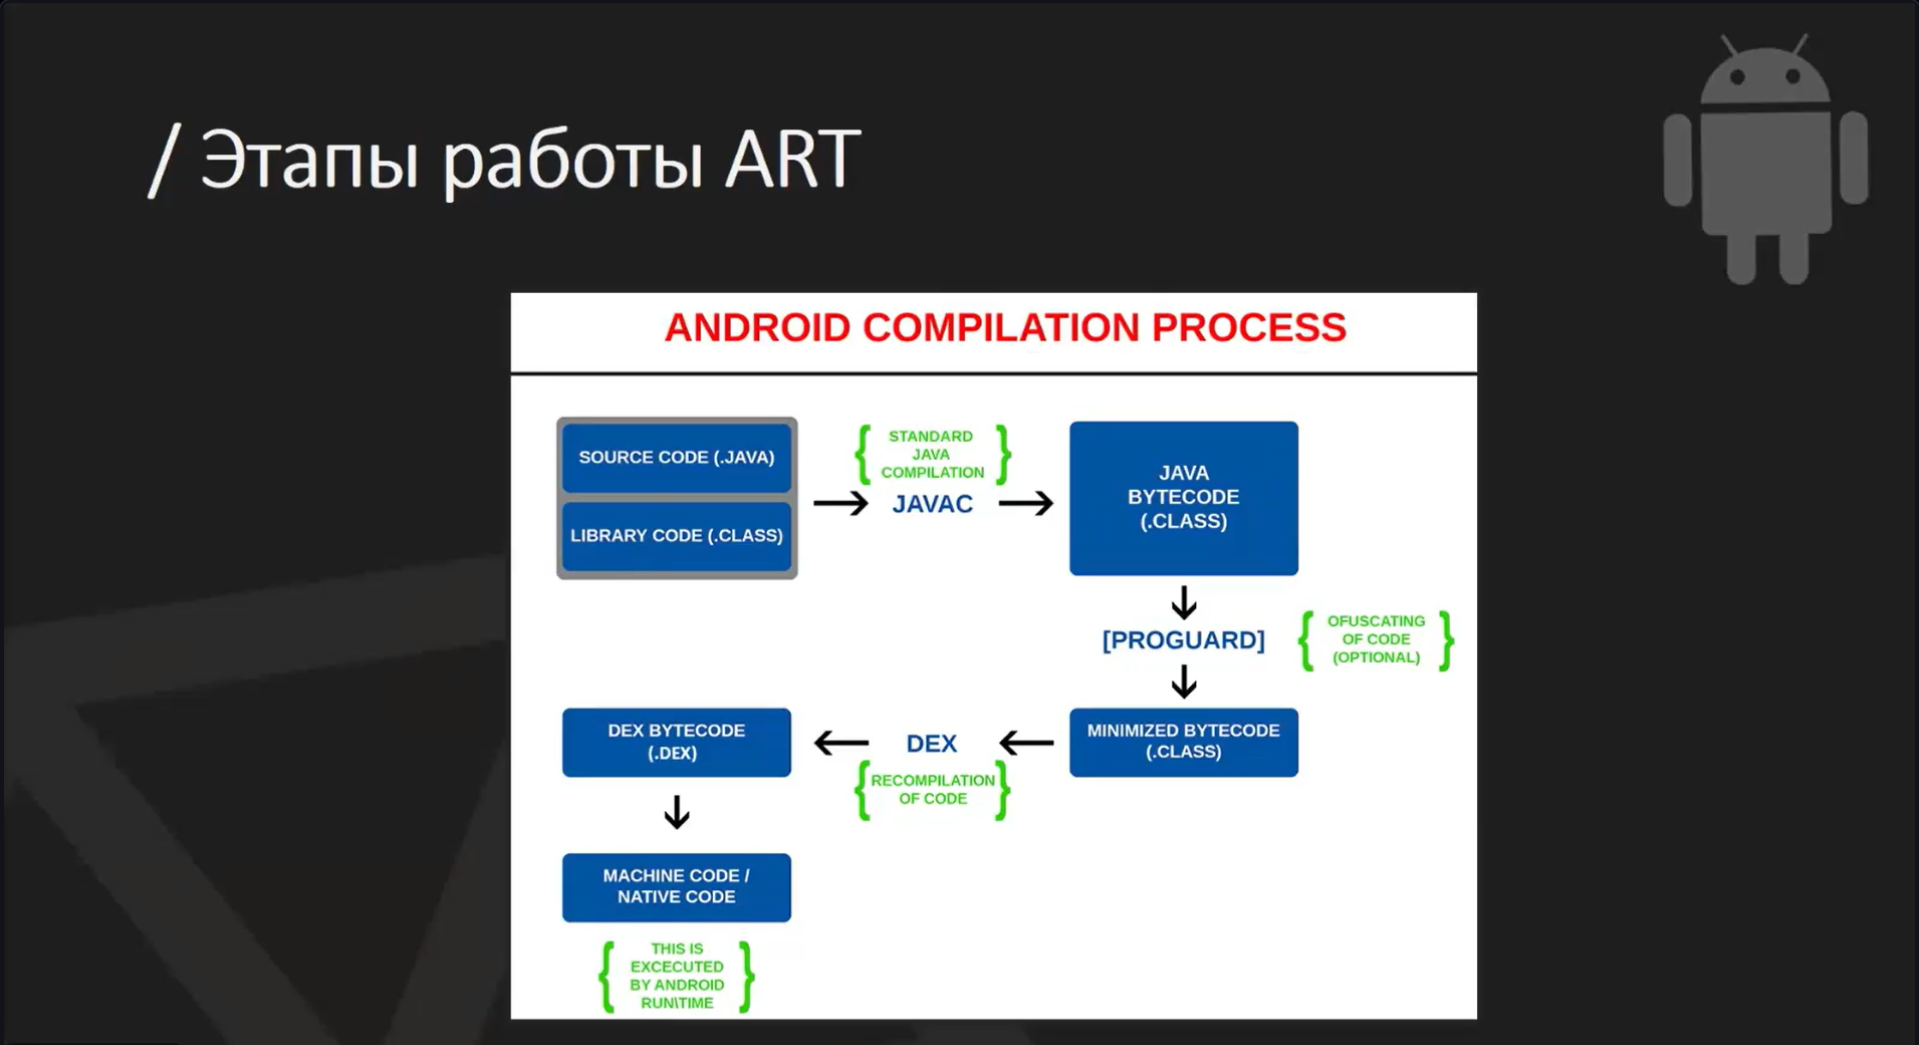 / Этапы работы ART
ANDROID COMPILATION PROCESS
SOURCE CODE (.JAVA)
LIBRARY CODE (.CLASS)
STANDARD
JAVA
COMPILATION
JAVAC
JAVA
BYTECODE
(.CLASS)
[PROGUARD]
OFUSCATING
OF CODE
(OPTIONAL)
MINIMIZED BYTECODE
(.CLASS)
DEX
RECOMPILATION
OF CODE
DEX BYTECODE
(.DEX)
MACHINE CODE /
NATIVE CODE
THIS IS
EXCECUTED
BY ANDROID
RUN\TIME